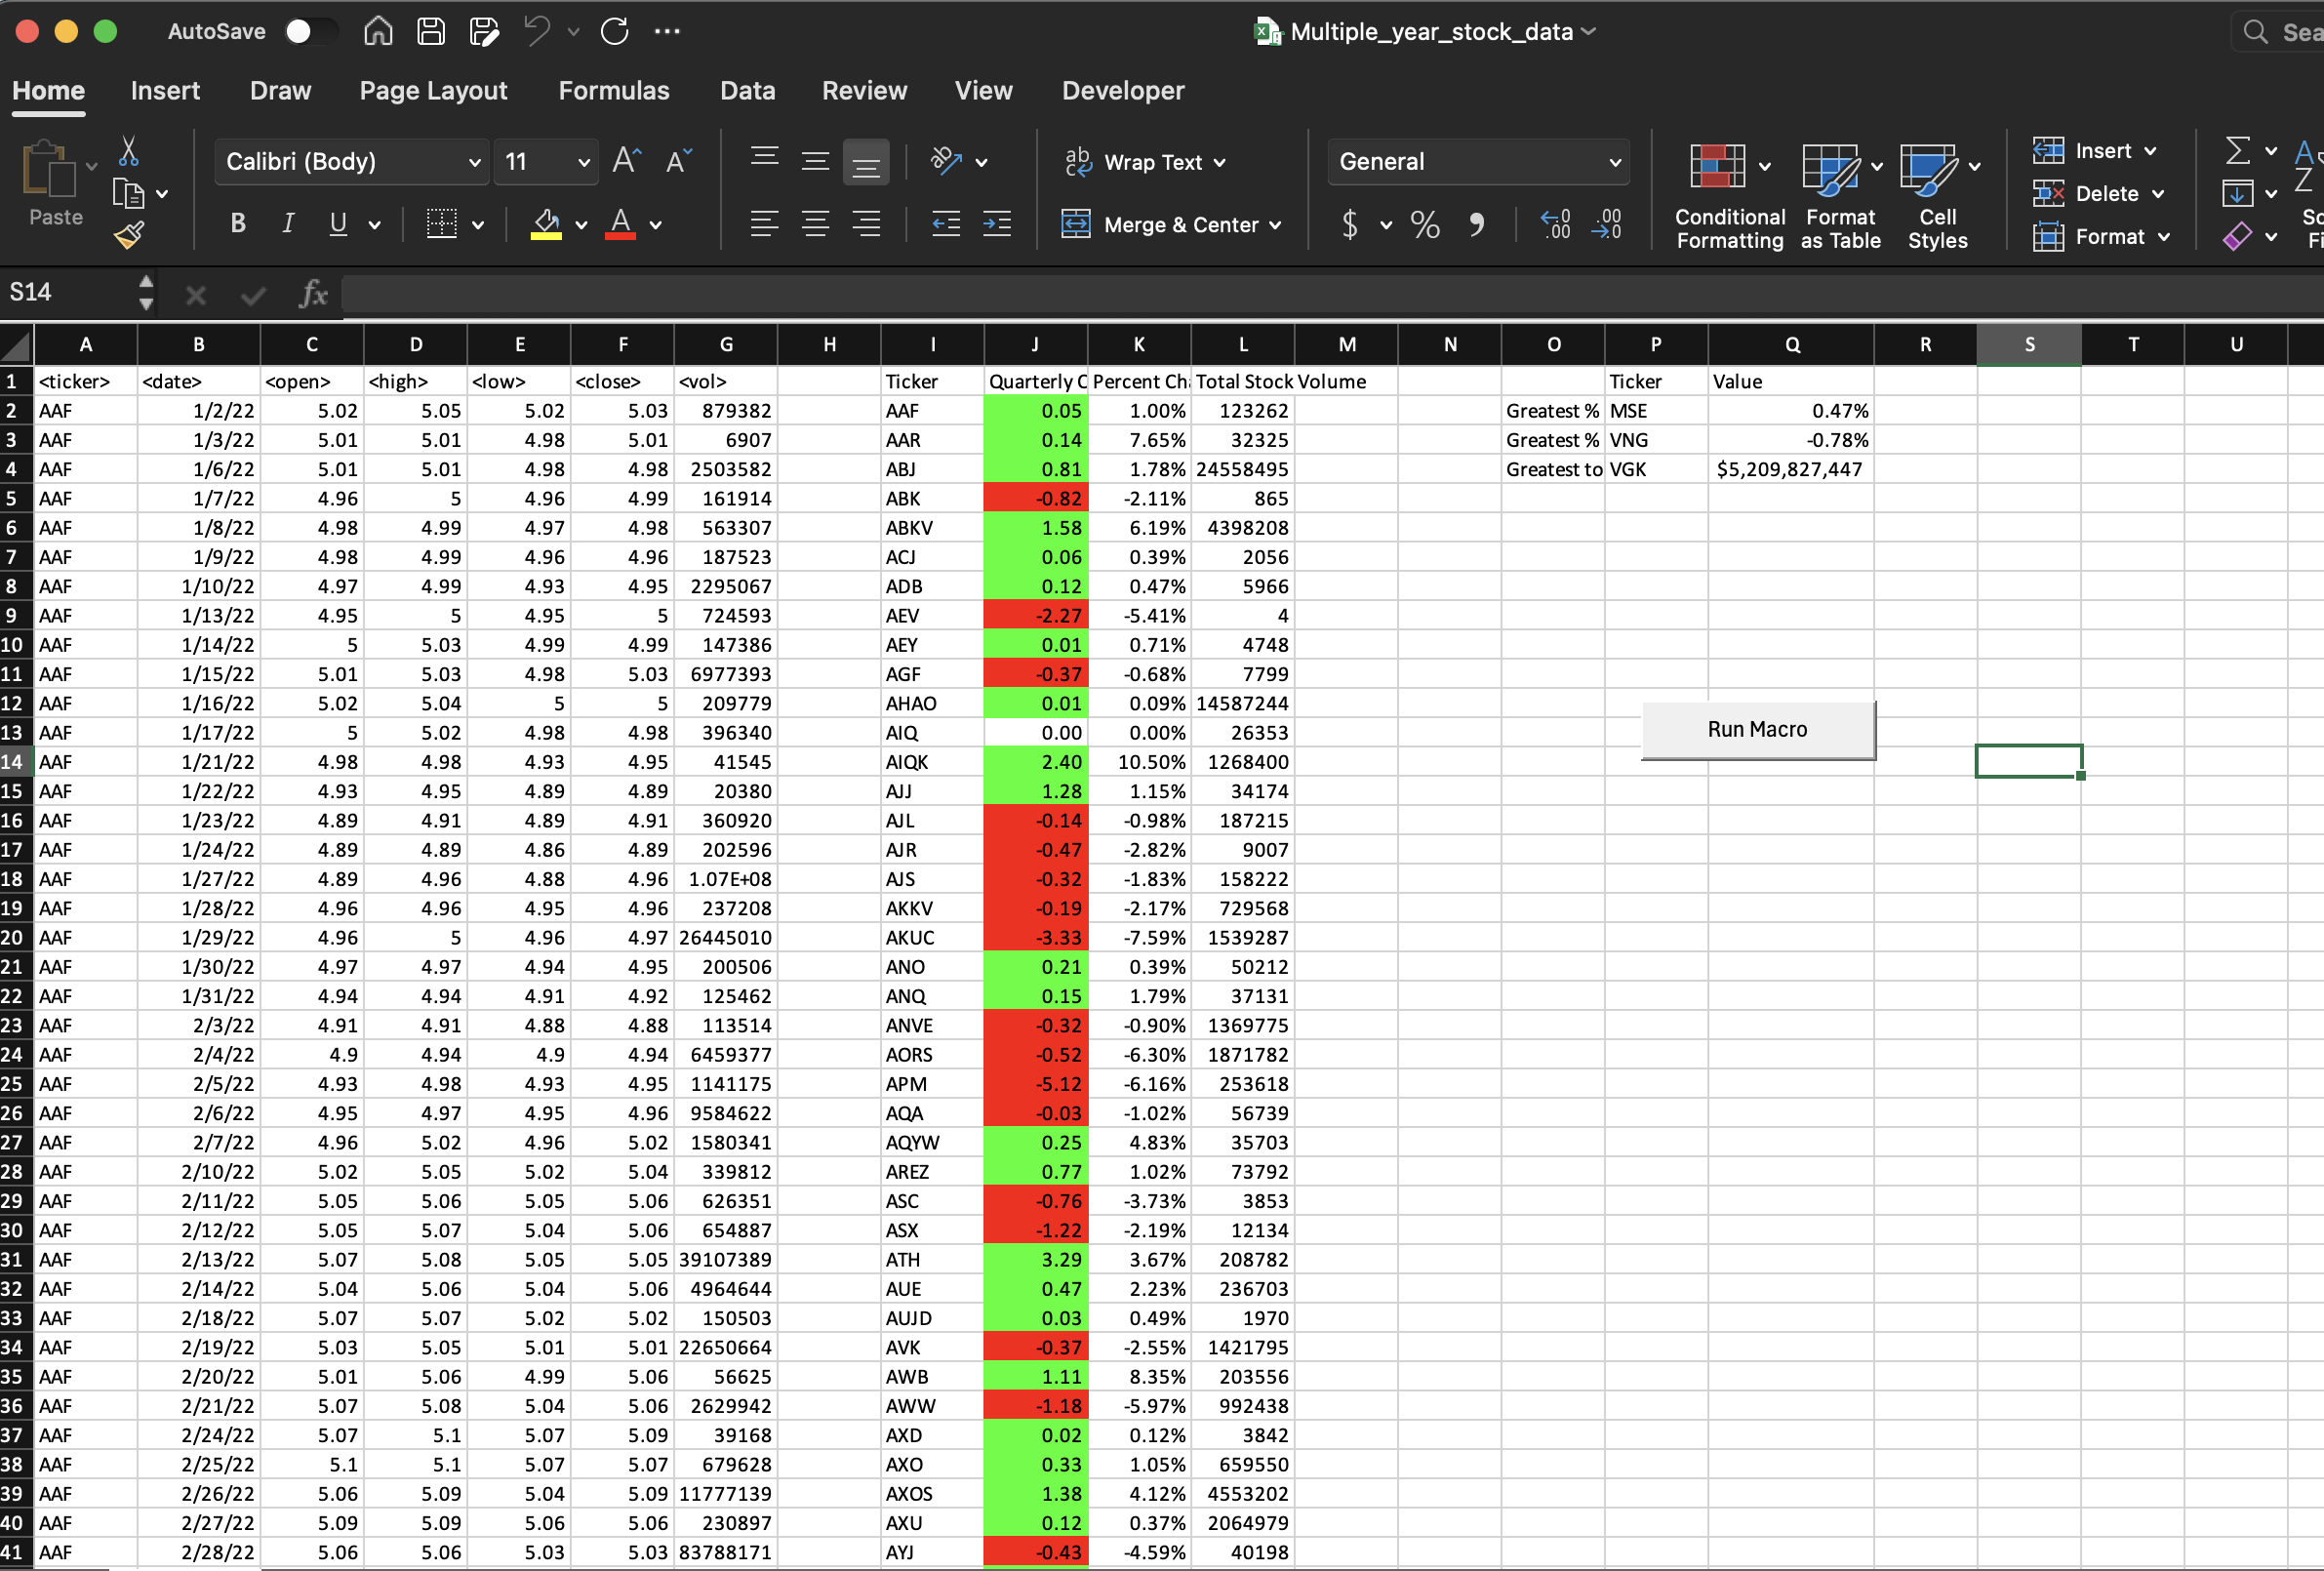 AutoSave Multiple_year_stock_data Sea
Home Insert Draw Page Layout Formulas Data Review View Developer
Calibri (Body) 11 A A ab Wrap Text General Insert
Paste Conditional Format Cell Delete
B I U A Merge & Center $ % Formatting as Table Styles Format
S14 fx
A B C D E F G H I J K L M N O P Q R S T U
1 <ticker> <date> <open> <high> <low> <close> <vol> Ticker Quarterly C Percent Ch Total Stock Volume Ticker Value
2 AAF 1/2/22 5.02 5.05 5.02 5.03 879382 AAF 0.05 1.00% 123262 Greatest % MSE 0.47%
3 AAF 1/3/22 5.01 5.01 4.98 5.01 6907 AAR 0.14 7.65% 32325 Greatest % VNG -0.78%
4 AAF 1/6/22 5.01 5.01 4.98 4.98 2503582 ABJ 0.81 1.78% 24558495 Greatest to VGK $5,209,827,447
5 AAF 1/7/22 4.96 5 4.96 4.99 161914 ABK -0.82 -2.11% 865
6 AAF 1/8/22 4.98 4.99 4.97 4.98 563307 ABKV 1.58 6.19% 4398208
7 AAF 1/9/22 4.98 4.99 4.96 4.96 187523 ACJ 0.06 0.39% 2056
8 AAF 1/10/22 4.97 4.99 4.93 4.95 2295067 ADB 0.12 0.47% 5966
9 AAF 1/13/22 4.95 5 4.95 5 724593 AEV -2.27 -5.41% 4
10 AAF 1/14/22 5 5.03 4.99 4.99 147386 AEY 0.01 0.71% 4748
11 AAF 1/15/22 5.01 5.03 4.98 5.03 6977393 AGF -0.37 -0.68% 7799
12 AAF 1/16/22 5.02 5.04 5 5 209779 AHAO 0.01 0.09% 14587244
13 AAF 1/17/22 5 5.02 4.98 4.98 396340 AIQ 0.00 0.00% 26353 Run Macro
14 AAF 1/21/22 4.98 4.98 4.93 4.95 41545 AIQK 2.40 10.50% 1268400
15 AAF 1/22/22 4.93 4.95 4.89 4.89 20380 AJJ 1.28 1.15% 34174
16 AAF 1/23/22 4.89 4.91 4.89 4.91 360920 AJL -0.14 -0.98% 187215
17 AAF 1/24/22 4.89 4.89 4.86 4.89 202596 AJR -0.47 -2.82% 9007
18 AAF 1/27/22 4.89 4.96 4.88 4.96 1.07E+08 AJS -0.32 -1.83% 158222
19 AAF 1/28/22 4.96 4.96 4.95 4.96 237208 AKKV -0.19 -2.17% 729568
20 AAF 1/29/22 4.96 5 4.96 4.97 26445010 AKUC -3.33 -7.59% 1539287
21 AAF 1/30/22 4.97 4.97 4.94 4.95 200506 ANO 0.21 0.39% 50212
22 AAF 1/31/22 4.94 4.94 4.91 4.92 125462 ANQ 0.15 1.79% 37131
23 AAF 2/3/22 4.91 4.91 4.88 4.88 113514 ANVE -0.32 -0.90% 1369775
24 AAF 2/4/22 4.9 4.94 4.9 4.94 6459377 AORS -0.52 -6.30% 1871782
25 AAF 2/5/22 4.93 4.98 4.93 4.95 1141175 APM -5.12 -6.16% 253618
26 AAF 2/6/22 4.95 4.97 4.95 4.96 9584622 AQA -0.03 -1.02% 56739
27 AAF 2/7/22 4.96 5.02 4.96 5.02 1580341 AQYW 0.25 4.83% 35703
28 AAF 2/10/22 5.02 5.05 5.02 5.04 339812 AREZ 0.77 1.02% 73792
29 AAF 2/11/22 5.05 5.06 5.05 5.06 626351 ASC -0.76 -3.73% 3853
30 AAF 2/12/22 5.05 5.07 5.04 5.06 654887 ASX -1.22 -2.19% 12134
31 AAF 2/13/22 5.07 5.08 5.05 5.05 39107389 ATH 3.29 3.67% 208782
32 AAF 2/14/22 5.04 5.06 5.04 5.06 4964644 AUE 0.47 2.23% 236703
33 AAF 2/18/22 5.07 5.07 5.02 5.02 150503 AUJD 0.03 0.49% 1970
34 AAF 2/19/22 5.03 5.05 5.01 5.01 22650664 AVK -0.37 -2.55% 1421795
35 AAF 2/20/22 5.01 5.06 4.99 5.06 56625 AWB 1.11 8.35% 203556
36 AAF 2/21/22 5.07 5.08 5.04 5.06 2629942 AWW -1.18 -5.97% 992438
37 AAF 2/24/22 5.07 5.1 5.07 5.09 39168 AXD 0.02 0.12% 3842
38 AAF 2/25/22 5.1 5.1 5.07 5.07 679628 AXO 0.33 1.05% 659550
39 AAF 2/26/22 5.06 5.09 5.04 5.09 11777139 AXOS 1.38 4.12% 4553202
40 AAF 2/27/22 5.09 5.09 5.06 5.06 230897 AXU 0.12 0.37% 2064979
41 AAF 2/28/22 5.06 5.06 5.03 5.03 83788171 AYJ -0.43 -4.59% 40198